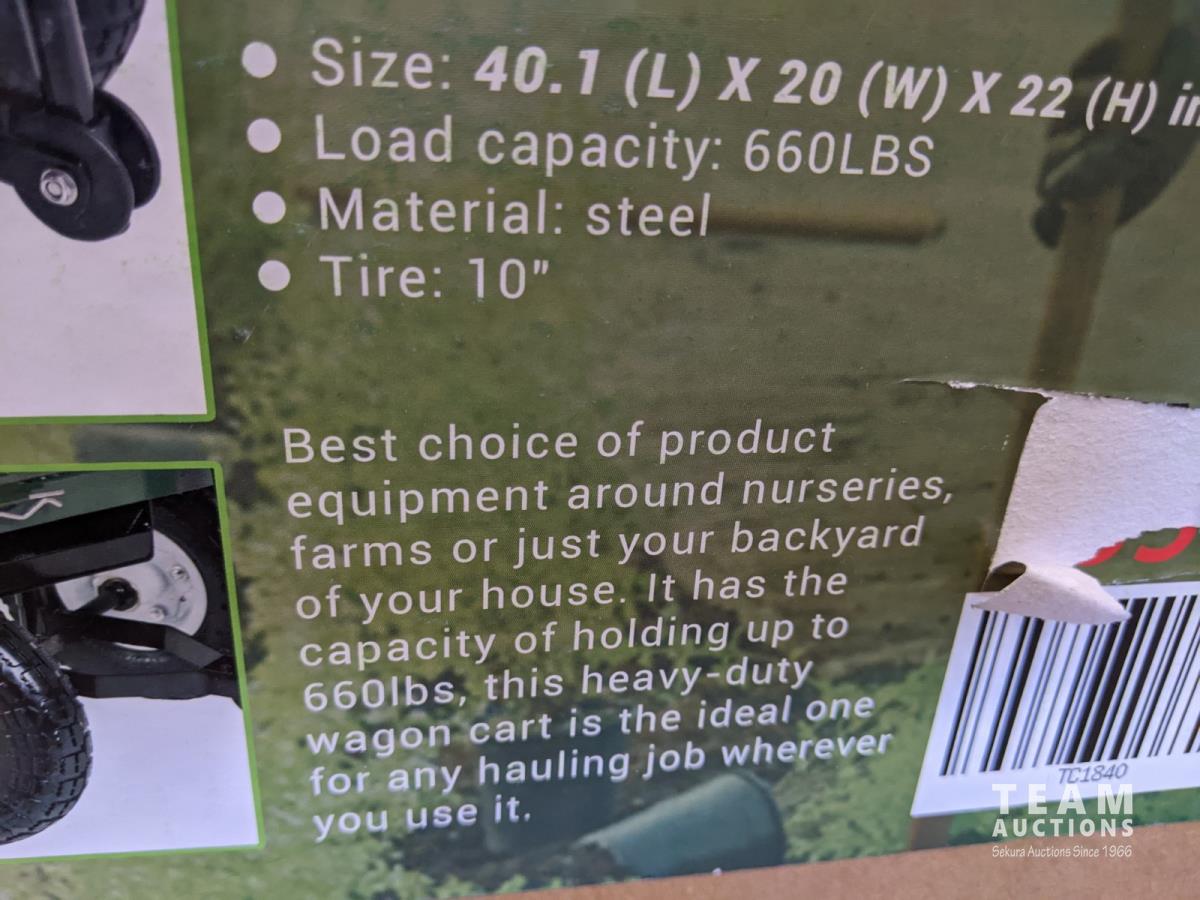 Size: 40.1 (L) X 20 (W) X 22 (H)
Load capacity: 660LBS
Material: steel
Tire: 10"
Best choice of product
equipment around nurseries,
farms or just your backyard
of your house. It has the
capacity of holding up to
660lbs, this heavy-duty
wagon cart is the ideal one
for any hauling job wherever
you use it.
TC1840
TEAM
AUCTIONS
Sekura Auctions Since 1966